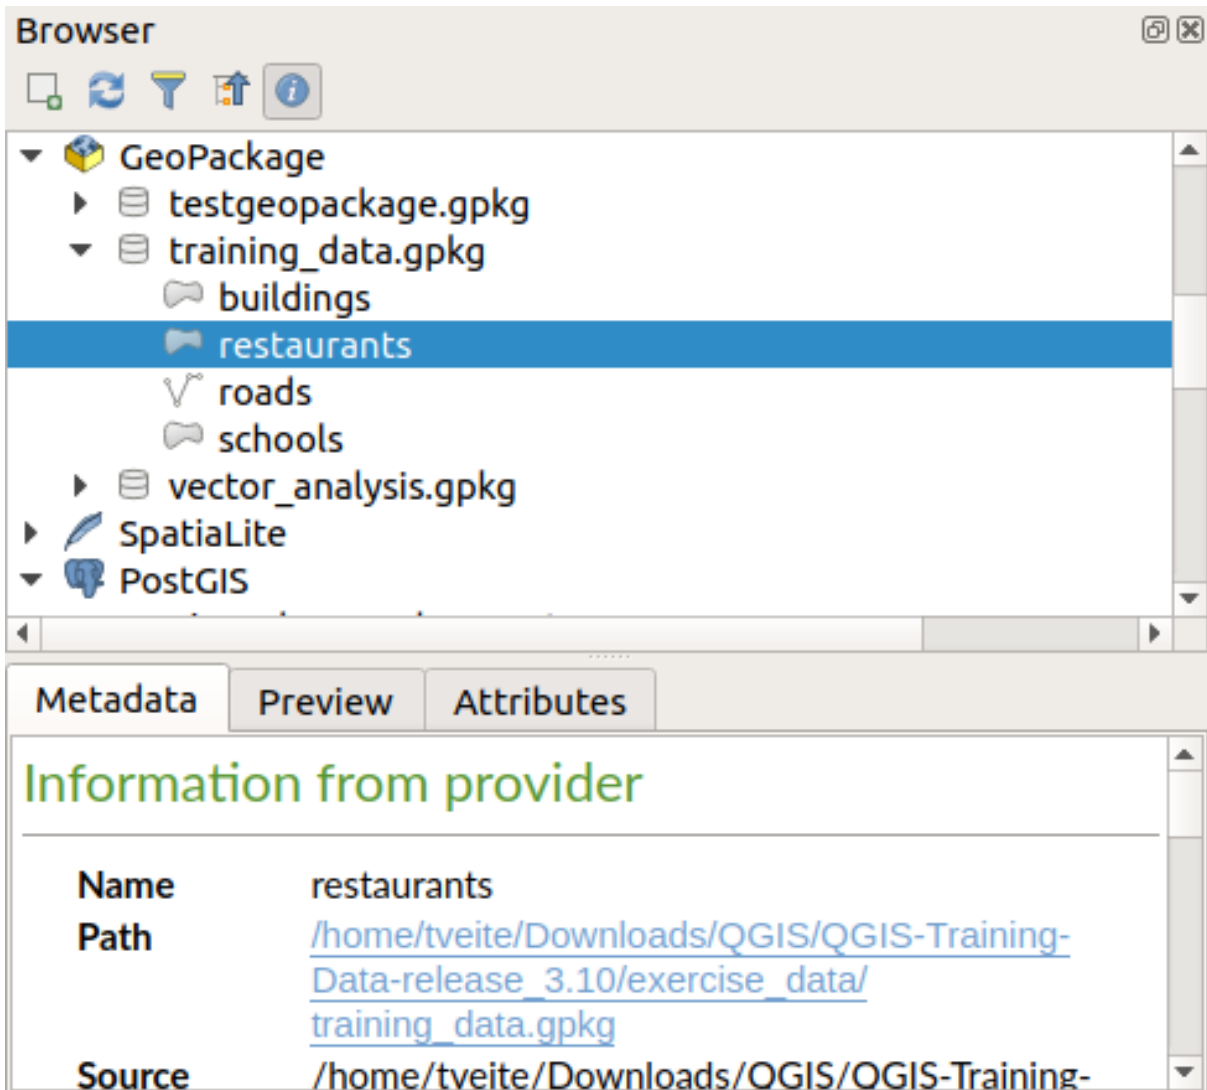 Browser
GeoPackage
testgeopackage.gpkg
training_data.gpkg
buildings
restaurants
roads
schools
vector_analysis.gpkg
SpatiaLite
PostGIS
Metadata Preview Attributes
Information from provider
Name restaurants
Path /home/tveite/Downloads/QGIS/QGIS-Training-
Data-release_3.10/exercise_data/
training_data.gpkg
Source /home/tveite/Downloads/QGIS/QGIS-Training-